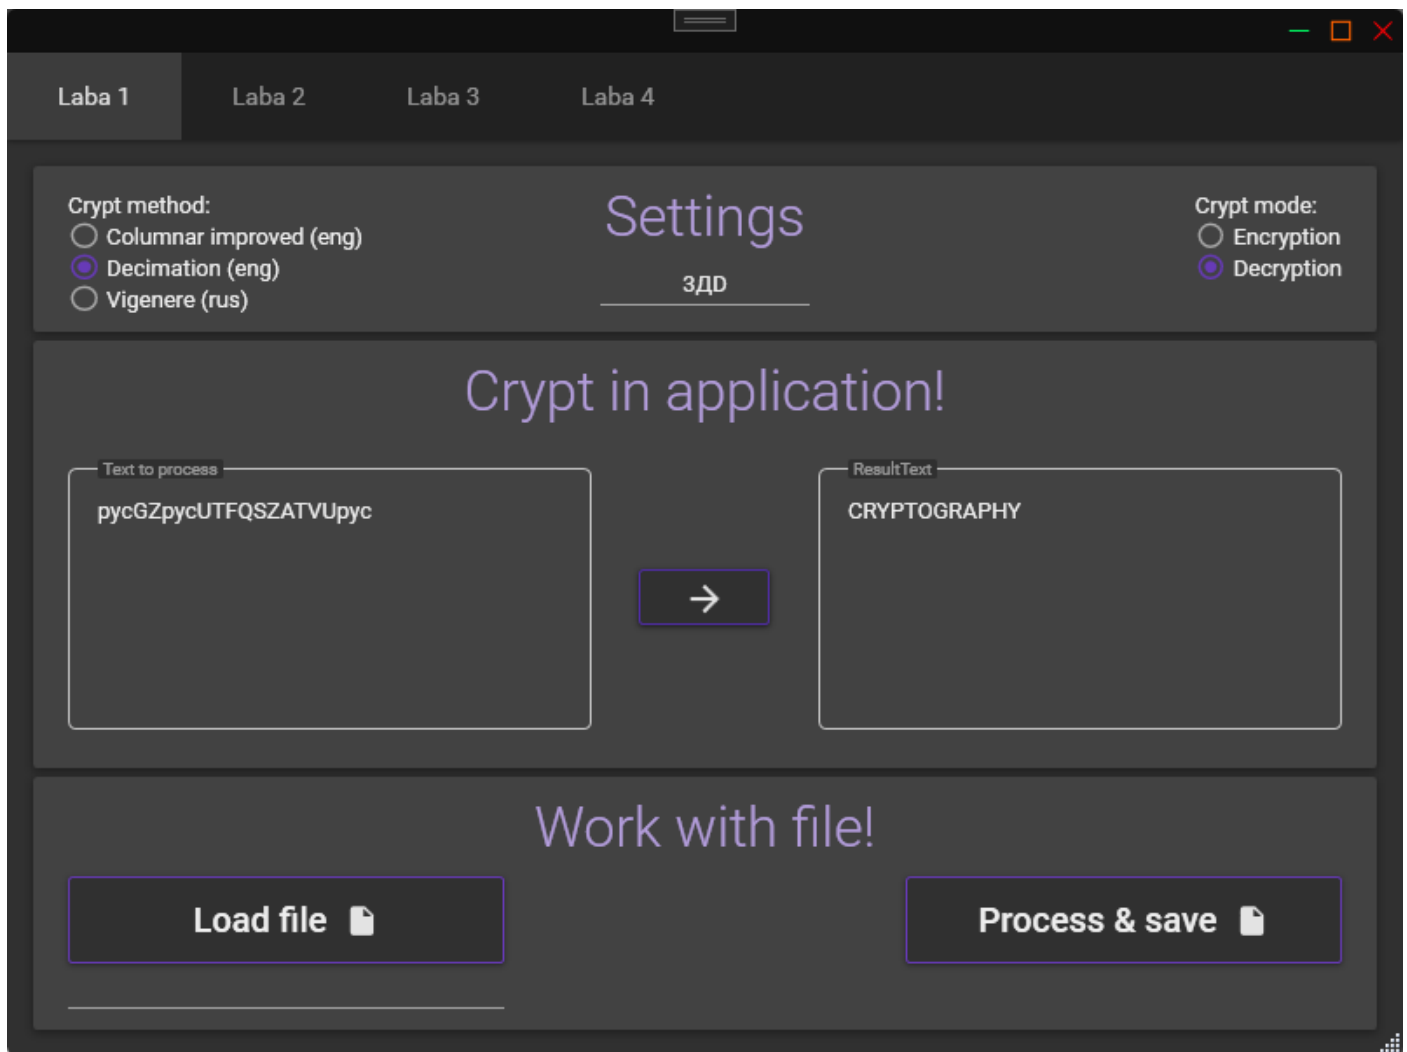 Laba 1 Laba 2 Laba 3 Laba 4
Crypt method:
Columnar improved (eng)
Decimation (eng)
Vigenere (rus)
Settings
3ДD
Crypt mode:
Encryption
Decryption
Crypt in application!
Text to process
pycGZpycUTFQSZATVUpyc
ResultText
CRYPTOGRAPHY
Work with file!
Load file
Process & save